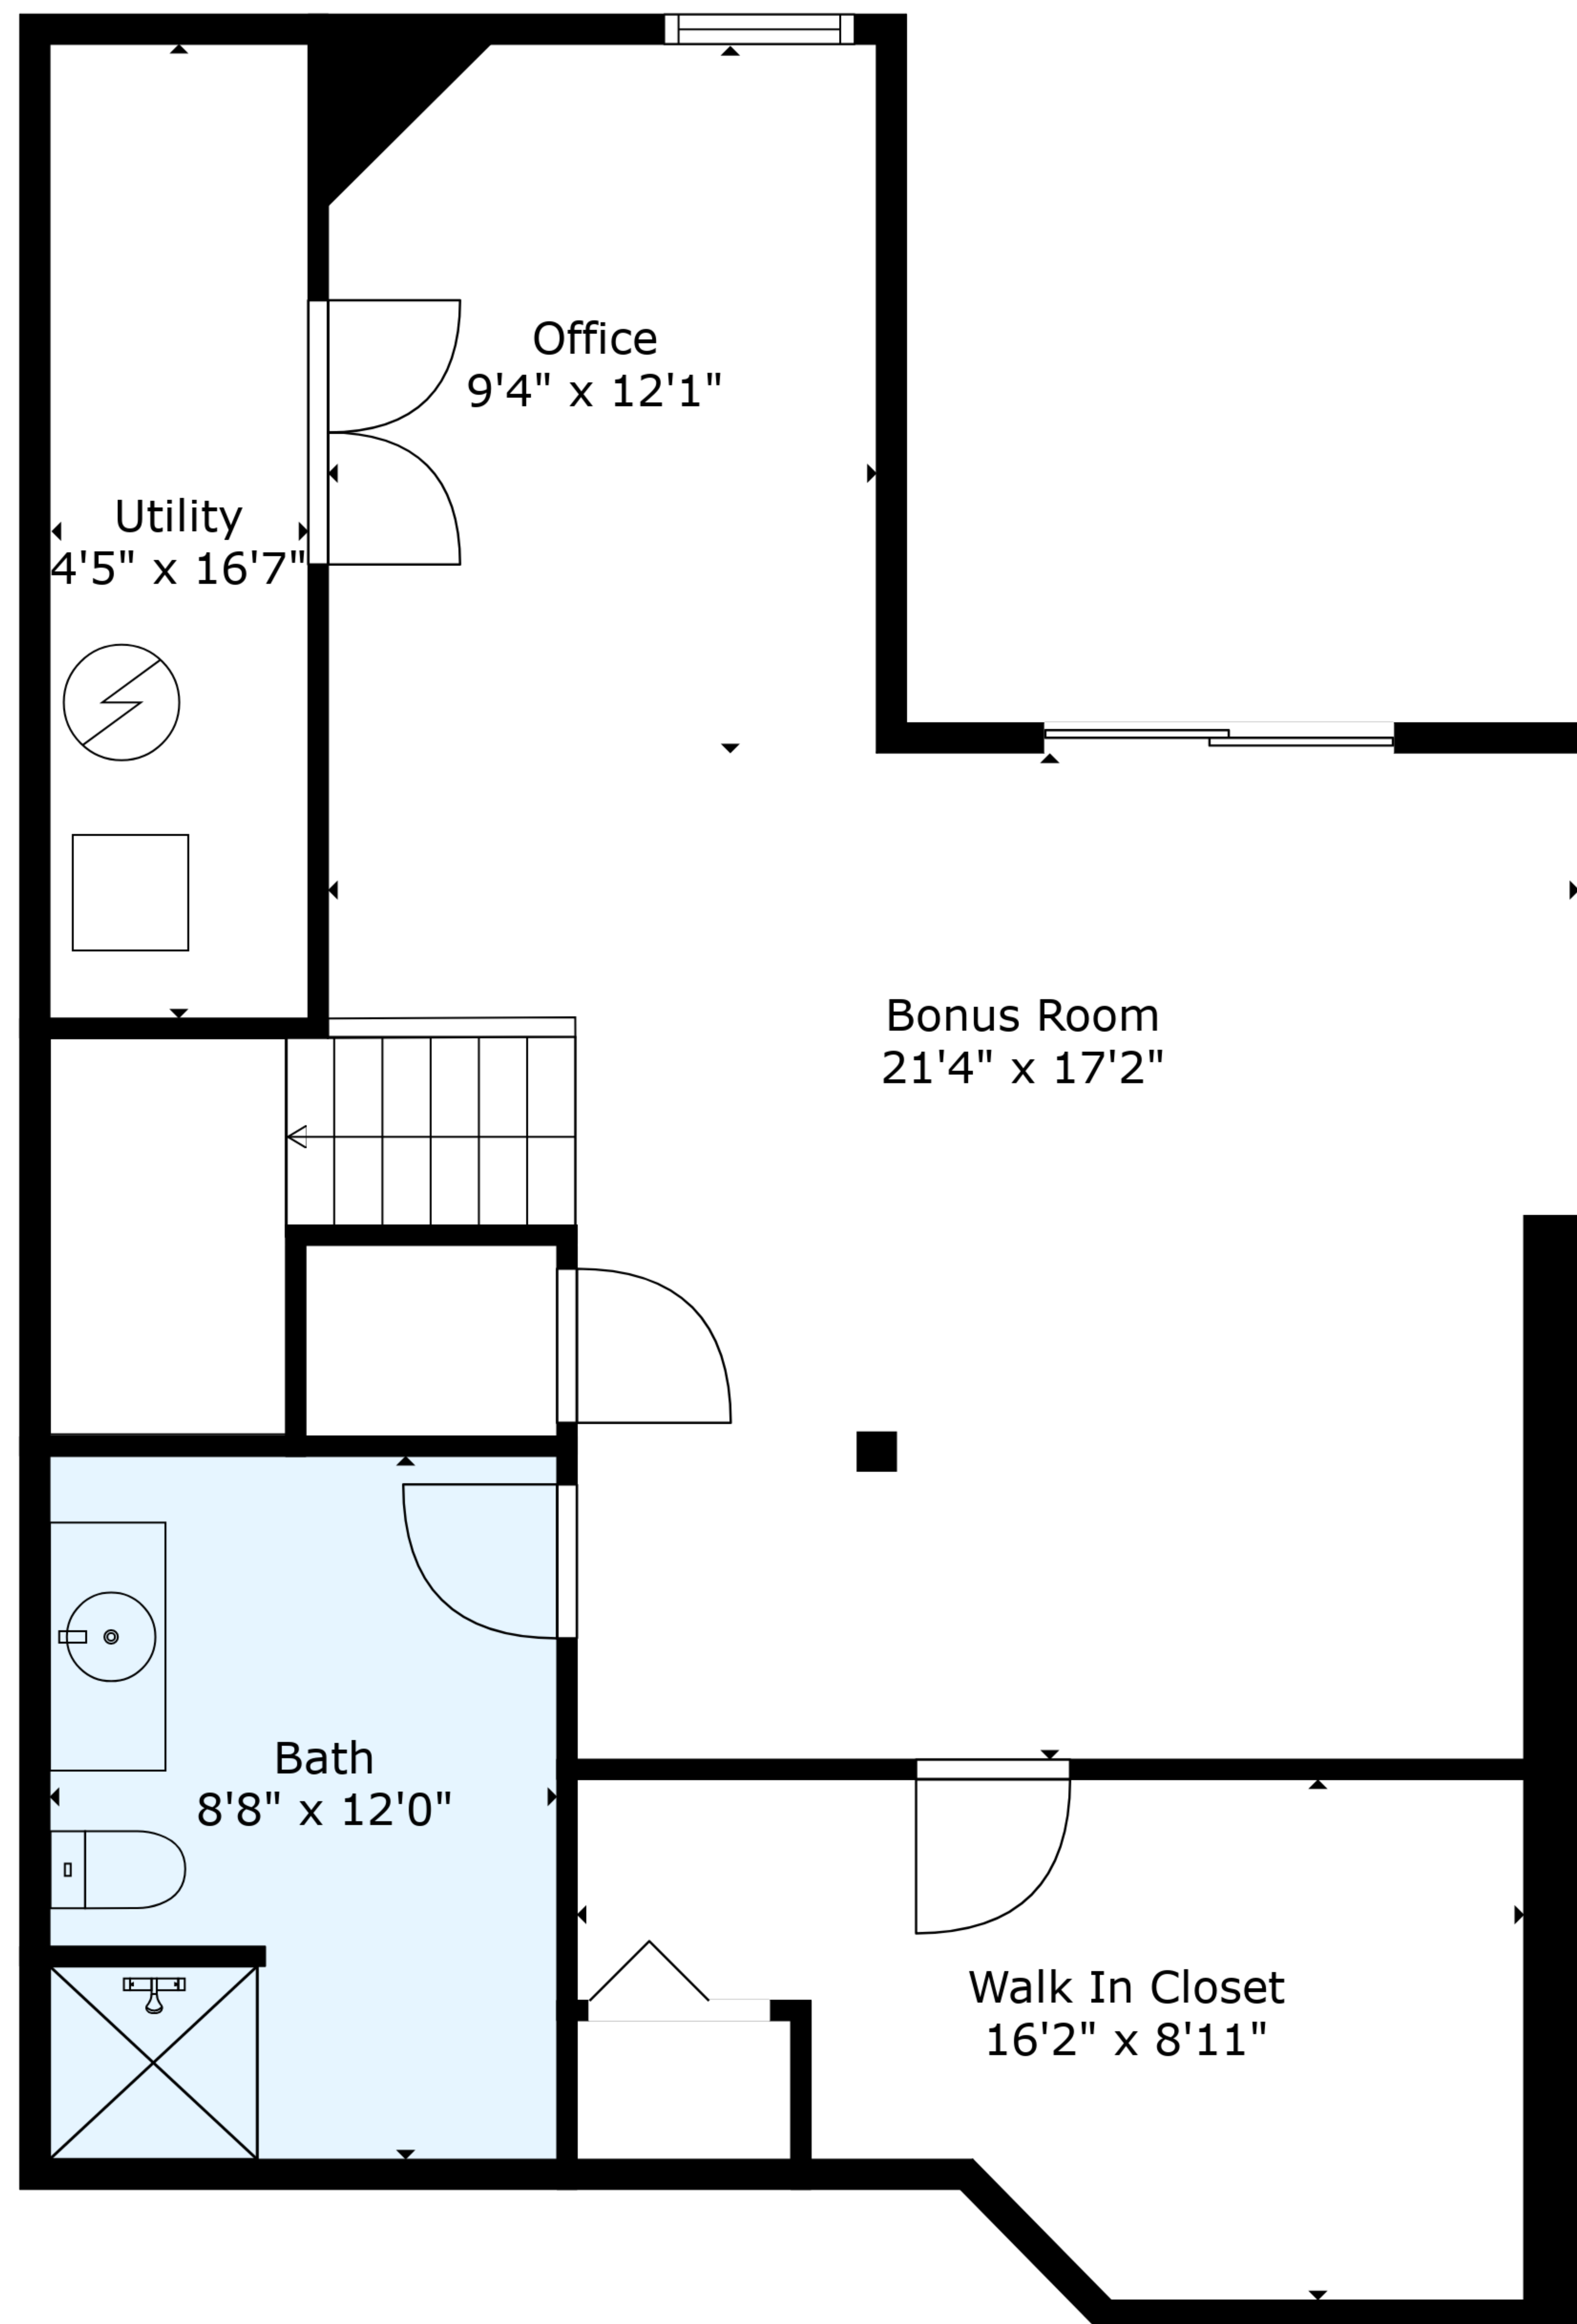 Office
9'4" x 12'1"
Utility
4'5" x 16'7"
Bonus Room
21'4" x 17'2"
Bath
8'8" x 12'0"
Walk In Closet
16'2" x 8'11"